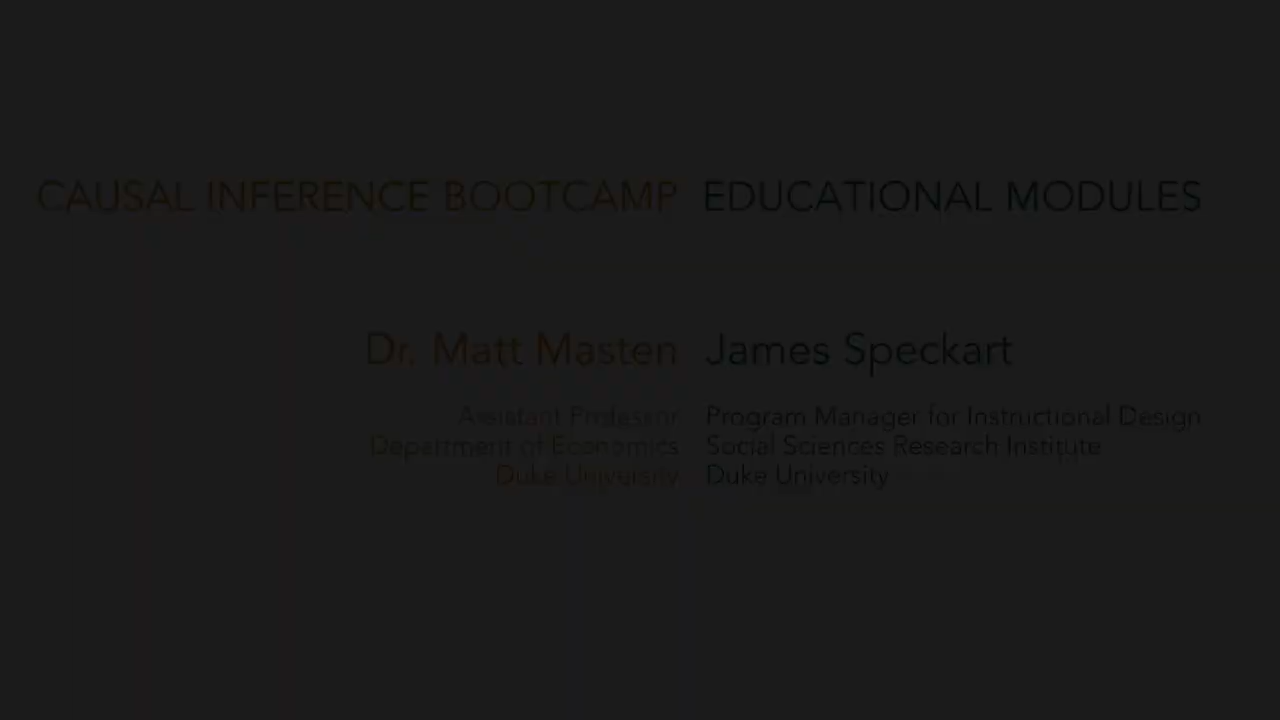 CAUSAL INFERENCE BOOTCAMP EDUCATIONAL MODULES
Dr. Matt Masten
Assistant Professor
Department of Economics
Duke University
James Speckart
Program Manager for Instructional Design
Social Sciences Research Institute
Duke University